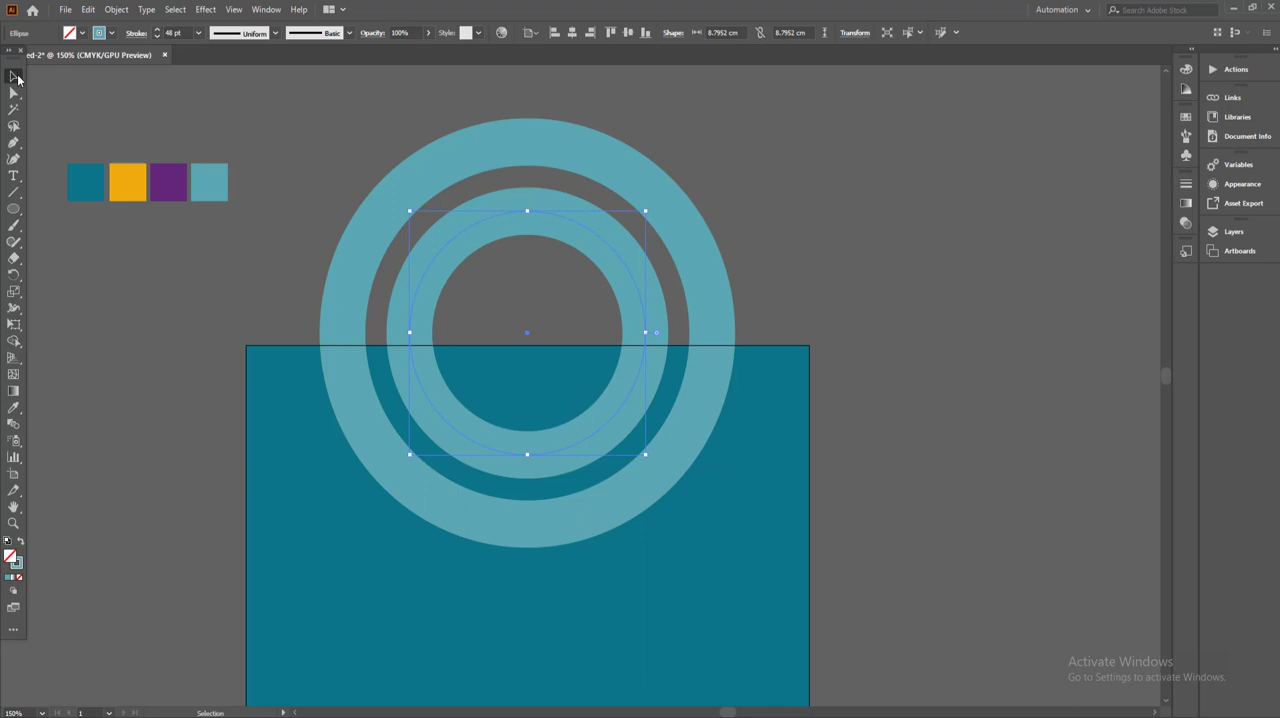 Ai
File Edit Object Type Select Effect View Window Help
Automation
Search Adobe Stock
Ellipse
Stroke: 48 pt
Uniform
Basic
Opacity: 100%
Style:
Shape: 8.7952 cm
8.7952 cm
Transform
ed-2* @ 150% (CMYK/GPU Preview)
Actions
Links
Libraries
Document Info
Variables
Appearance
Asset Export
Layers
Artboards
T
Activate Windows
Go to Settings to activate Windows.
150%
1
Selection